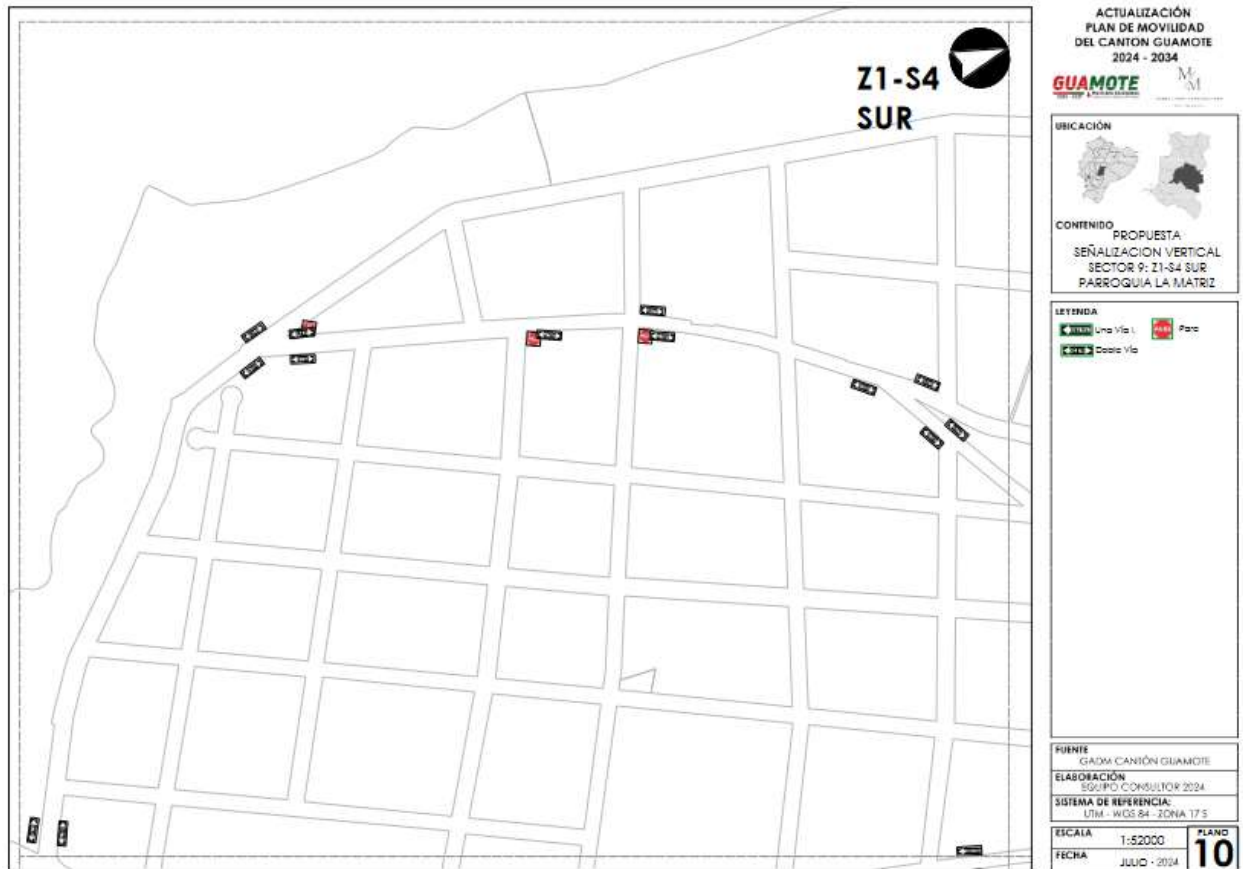 Z1-S4
SUR
ACTUALIZACIÓN
PLAN DE MOVILIDAD
DEL CANTON GUAMOTE
2024 - 2034
GUAMOTE
M
M
UBICACIÓN
CONTENIDO
PROPUESTA
SEÑALIZACION VERTICAL
SECTOR 9: Z1-S4 SUR
PARROQUIA LA MATRIZ
LEYENDA
Una Vía I.
PARE
Pare
Doble Vía
FUENTE
GADM CANTÓN GUAMOTE
ELABORACIÓN
EQUIPO CONSULTOR 2024
SISTEMA DE REFERENCIA:
UTM - WGS 84 - ZONA 17 S
ESCALA
1:52000
FECHA
JULIO - 2024
PLANO
10